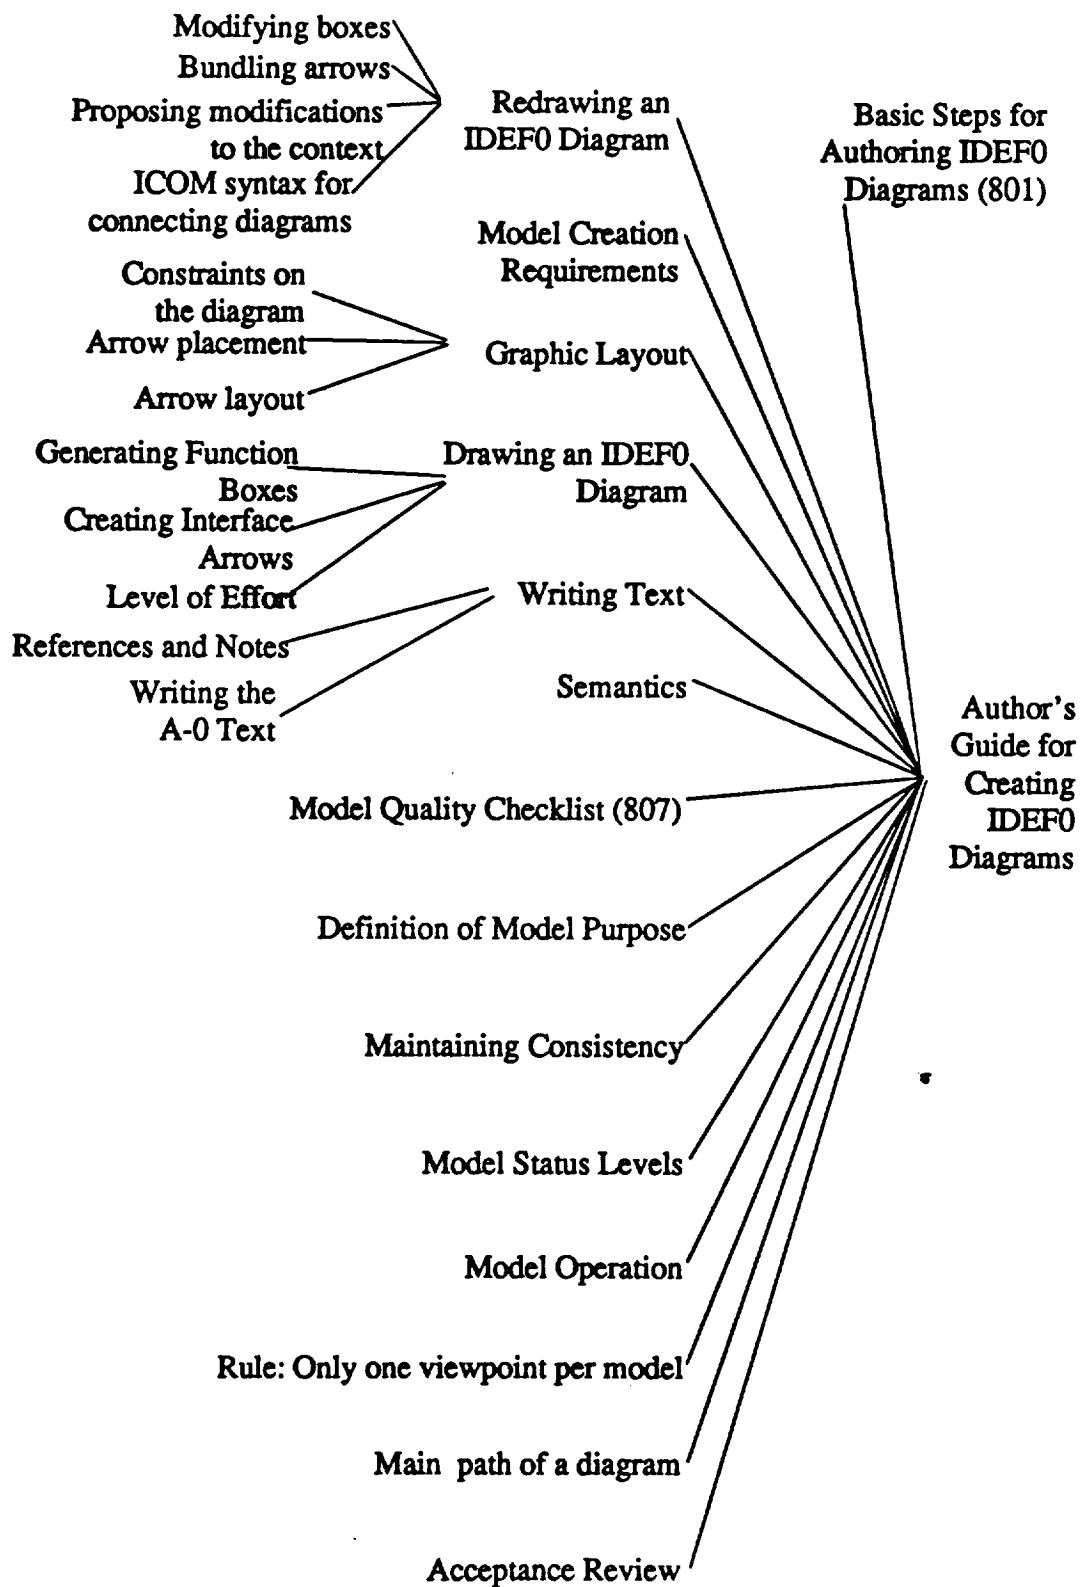 Modifying boxes
Bundling arrows
Proposing modifications
to the context
ICOM syntax for
connecting diagrams
Redrawing an
IDEF0 Diagram
Basic Steps for
Authoring IDEF0
Diagrams (801)
Model Creation
Requirements
Constraints on
the diagram
Arrow placement
Arrow layout
Graphic Layout
Generating Function
Boxes
Creating Interface
Arrows
Level of Effort
Drawing an IDEF0
Diagram
References and Notes
Writing the
A-0 Text
Writing Text
Semantics
Author's
Guide for
Creating
IDEF0
Diagrams
Model Quality Checklist (807)
Definition of Model Purpose
Maintaining Consistency
Model Status Levels
Model Operation
Rule: Only one viewpoint per model
Main path of a diagram
Acceptance Review